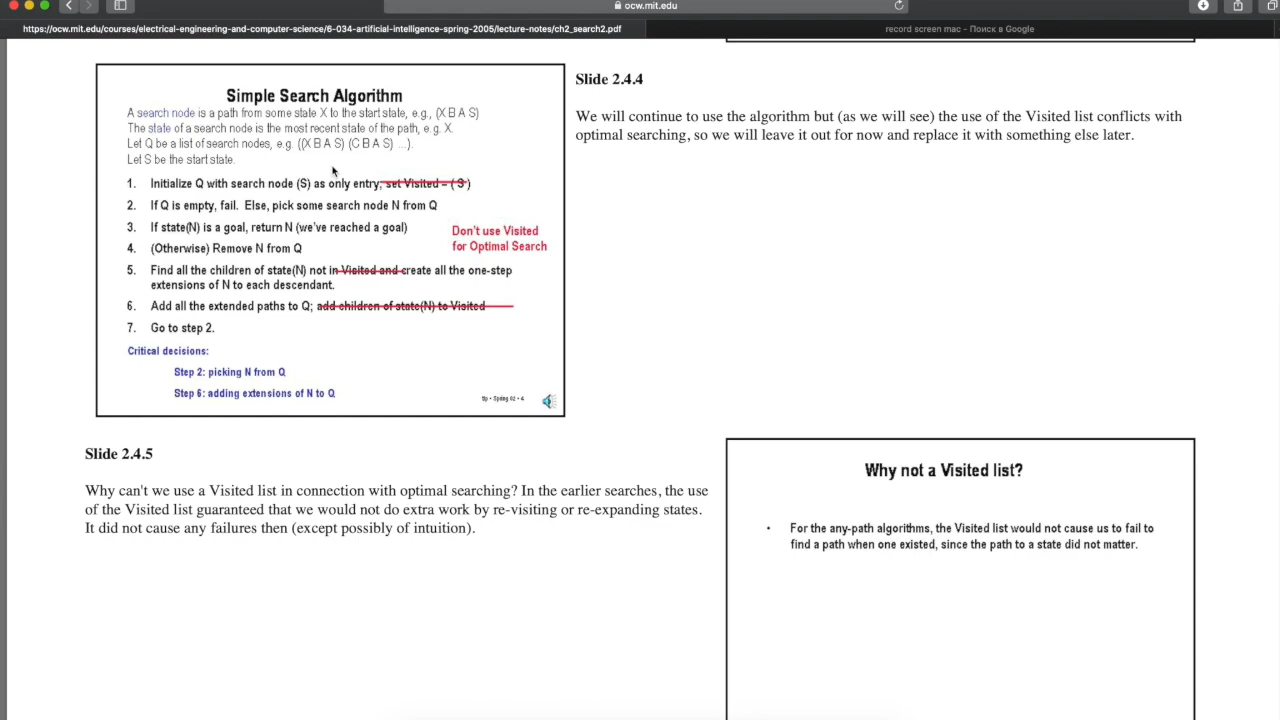 ocw.mit.edu
https://ocw.mit.edu/courses/electrical-engineering-and-computer-science/6-034-artificial-intelligence-spring-2005/lecture-notes/ch2_search2.pdf
record screen mac - Поиск в Google
Simple Search Algorithm
A search node is a path from some state X to the start state, e.g., (X B A S)
The state of a search node is the most recent state of the path, e.g. X.
Let Q be a list of search nodes, e.g. ((X B A S) (C B A S) ...).
Let S be the start state.
1. Initialize Q with search node (S) as only entry; set Visited = ( S )
2. If Q is empty, fail. Else, pick some search node N from Q
3. If state(N) is a goal, return N (we've reached a goal)
4. (Otherwise) Remove N from Q
5. Find all the children of state(N) not in Visited and create all the one-step
extensions of N to each descendant.
6. Add all the extended paths to Q; add children of state(N) to Visited
7. Go to step 2.
Don't use Visited
for Optimal Search
Critical decisions:
Step 2: picking N from Q
Step 6: adding extensions of N to Q
tlp • Spring 02 • 4
Slide 2.4.4
We will continue to use the algorithm but (as we will see) the use of the Visited list conflicts with
optimal searching, so we will leave it out for now and replace it with something else later.
Slide 2.4.5
Why can't we use a Visited list in connection with optimal searching? In the earlier searches, the use
of the Visited list guaranteed that we would not do extra work by re-visiting or re-expanding states.
It did not cause any failures then (except possibly of intuition).
Why not a Visited list?
• For the any-path algorithms, the Visited list would not cause us to fail to
find a path when one existed, since the path to a state did not matter.